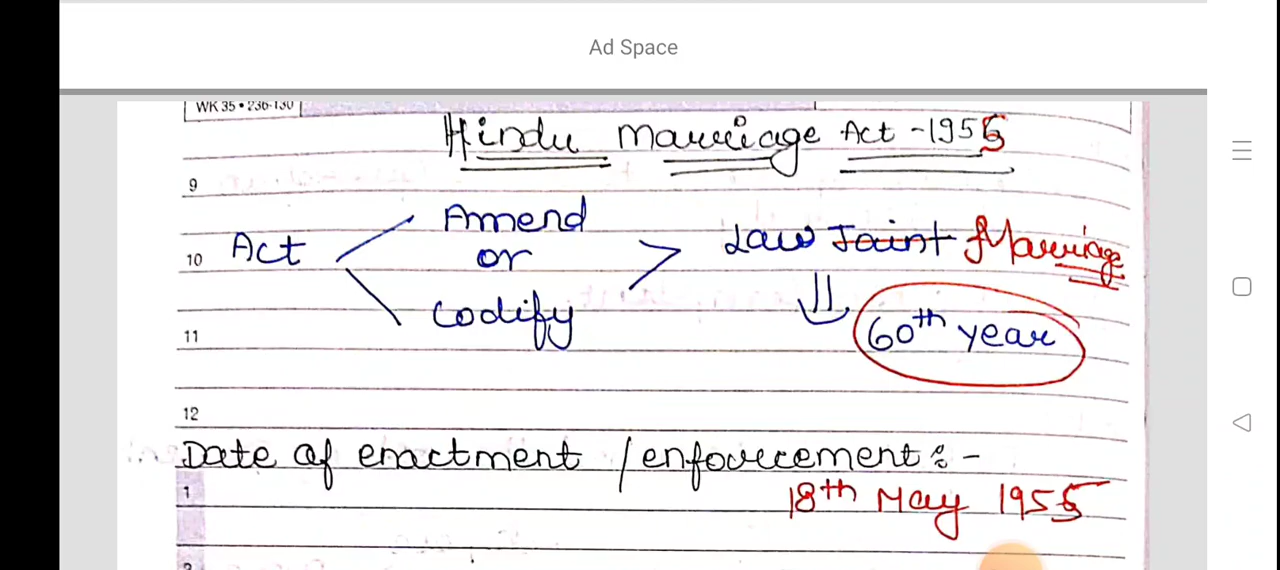 Ad Space
WK 35 • 236-130
Hindu Marriage Act -1955
9
Amend
10 Act or Law Joint of Marriage
Codify
11 60th year
12
Date of enactment / enforcement :-
1 18th May 1955